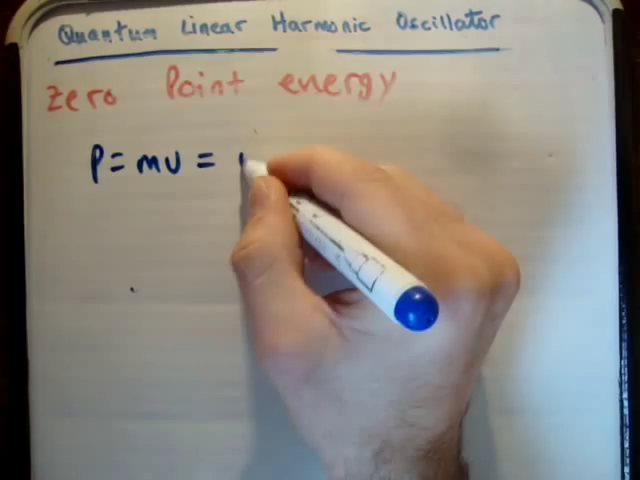 Quantum Linear Harmonic Oscillator
Zero Point energy
P = mv =